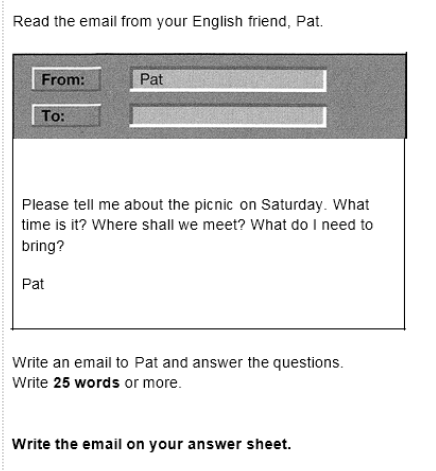 Read the email from your English friend, Pat.
From: Pat
To:
Please tell me about the picnic on Saturday. What
time is it? Where shall we meet? What do I need to
bring?
Pat
Write an email to Pat and answer the questions.
Write 25 words or more.
Write the email on your answer sheet.